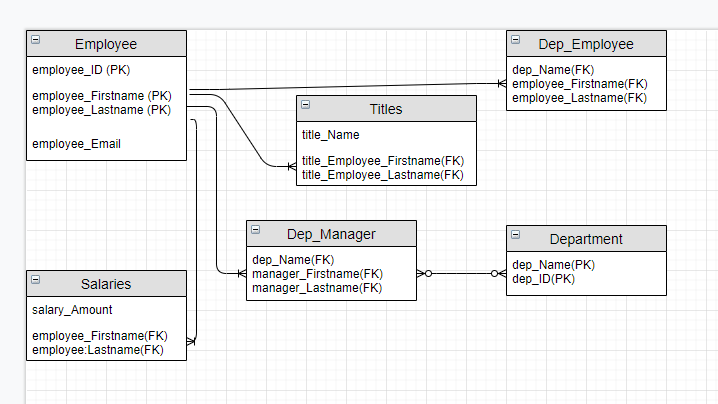 Employee
employee_ID (PK)
employee_Firstname (PK)
employee_Lastname (PK)
employee_Email
Dep_Employee
dep_Name(FK)
employee_Firstname(FK)
employee_Lastname(FK)
Titles
title_Name
title_Employee_Firstname(FK)
title_Employee_Lastname(FK)
Dep_Manager
dep_Name(FK)
manager_Firstname(FK)
manager_Lastname(FK)
Department
dep_Name(PK)
dep_ID(PK)
Salaries
salary_Amount
employee_Firstname(FK)
employee:Lastname(FK)